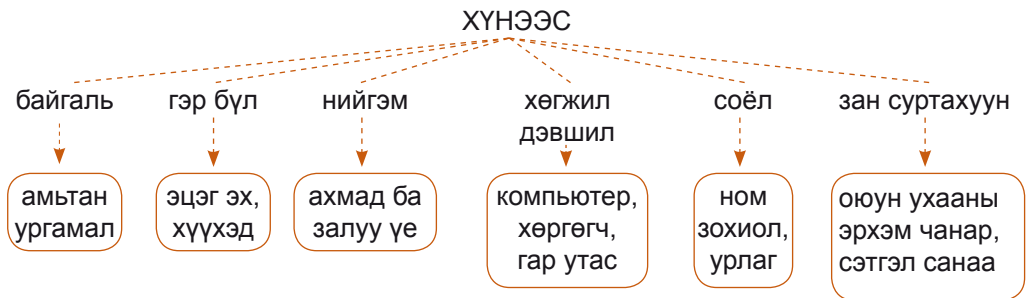 ХҮНЭЭС
байгаль
гэр бүл
нийгэм
хөгжил
дэвшил
соёл
зан суртахуун
амьтан
ургамал
эцэг эх,
хүүхэд
ахмад ба
залуу үе
компьютер,
хөргөгч,
гар утас
ном
зохиол,
урлаг
оюун ухааны
эрхэм чанар,
сэтгэл санаа